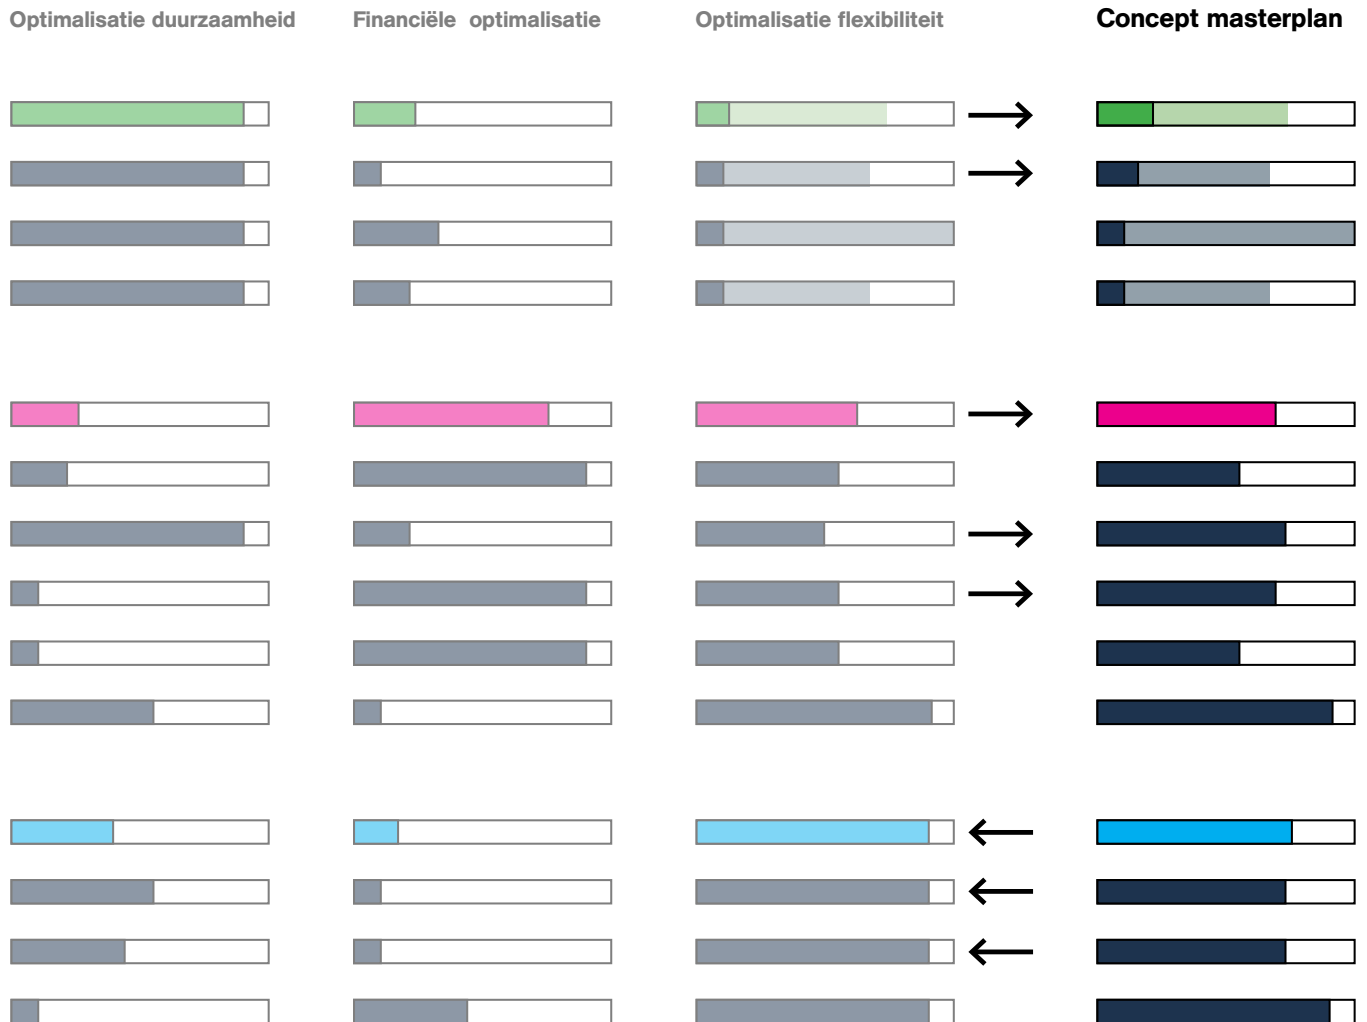 Optimalisatie duurzaamheid
Financiële optimalisatie
Optimalisatie flexibiliteit
Concept masterplan